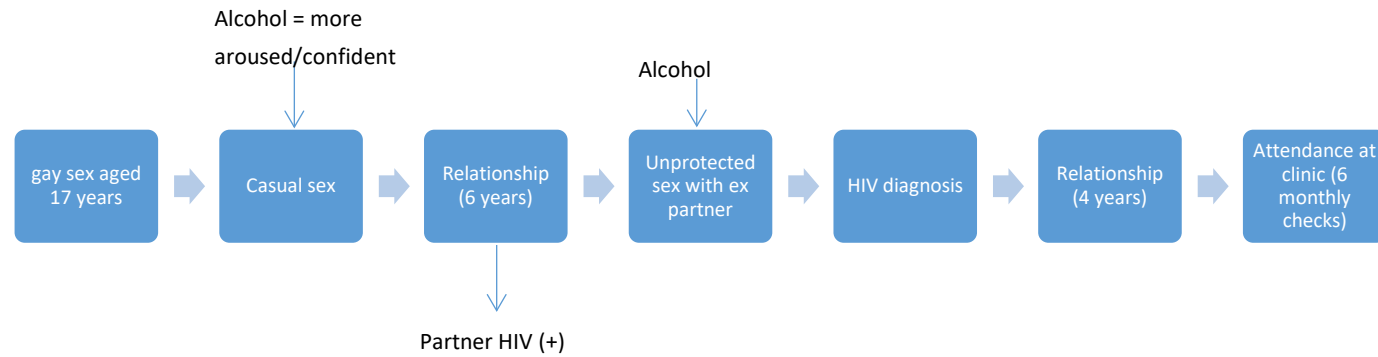 Alcohol = more
aroused/confident
Alcohol
gay sex aged
17 years
Casual sex
Relationship
(6 years)
Unprotected
sex with ex
partner
HIV diagnosis
Relationship
(4 years)
Attendance at
clinic (6
monthly
checks)
Partner HIV (+)